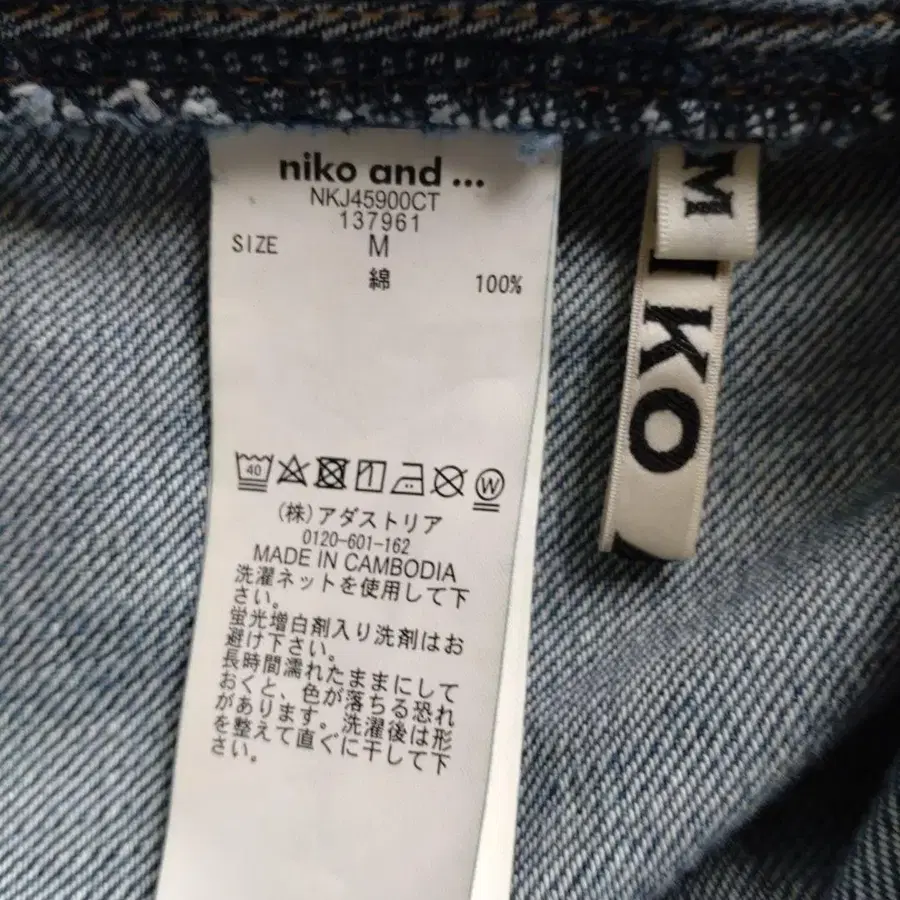 niko and ...
NKJ45900CT
137961
SIZE M
綿 100%
40
W
(株)アダストリア
0120-601-162
MADE IN CAMBODIA
洗濯ネットを使用して下
さい。
蛍光増白剤入り洗剤はお
避け下さい。
長時間濡れたままにして
おくと、色が落ちる恐れ
があります。洗濯後は形
を整えて直ぐに干して下
さい。
M
IKO